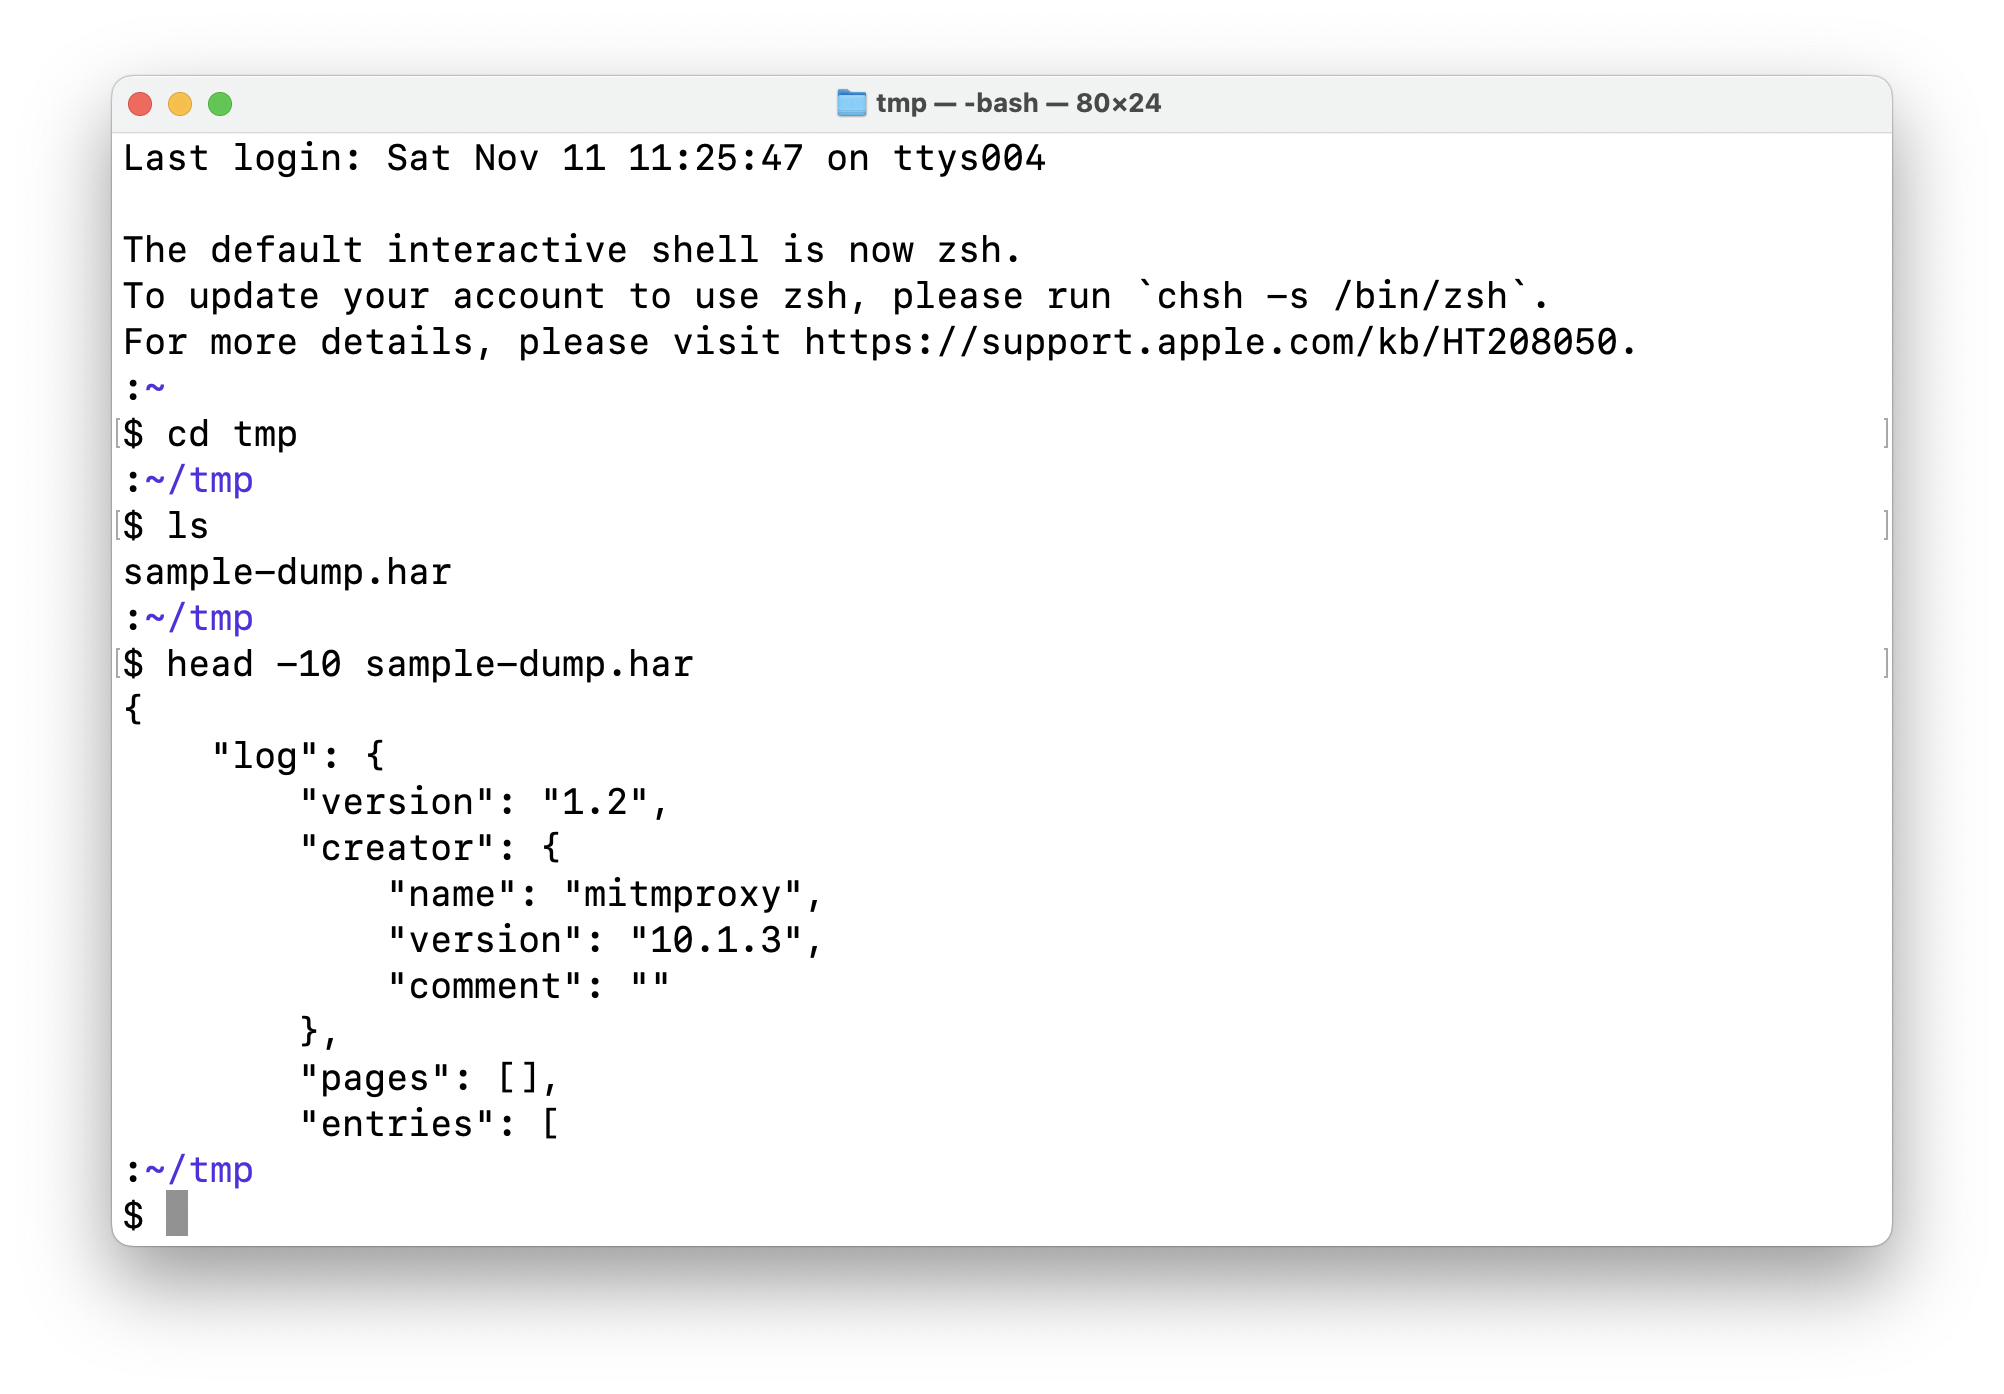 tmp — -bash — 80×24
Last login: Sat Nov 11 11:25:47 on ttys004
The default interactive shell is now zsh.
To update your account to use zsh, please run `chsh -s /bin/zsh`.
For more details, please visit https://support.apple.com/kb/HT208050.
:~
[$ cd tmp ]
:~/tmp
[$ ls ]
sample-dump.har
:~/tmp
[$ head -10 sample-dump.har ]
{
    "log": {
        "version": "1.2",
        "creator": {
            "name": "mitmproxy",
            "version": "10.1.3",
            "comment": ""
        },
        "pages": [],
        "entries": [
:~/tmp
$